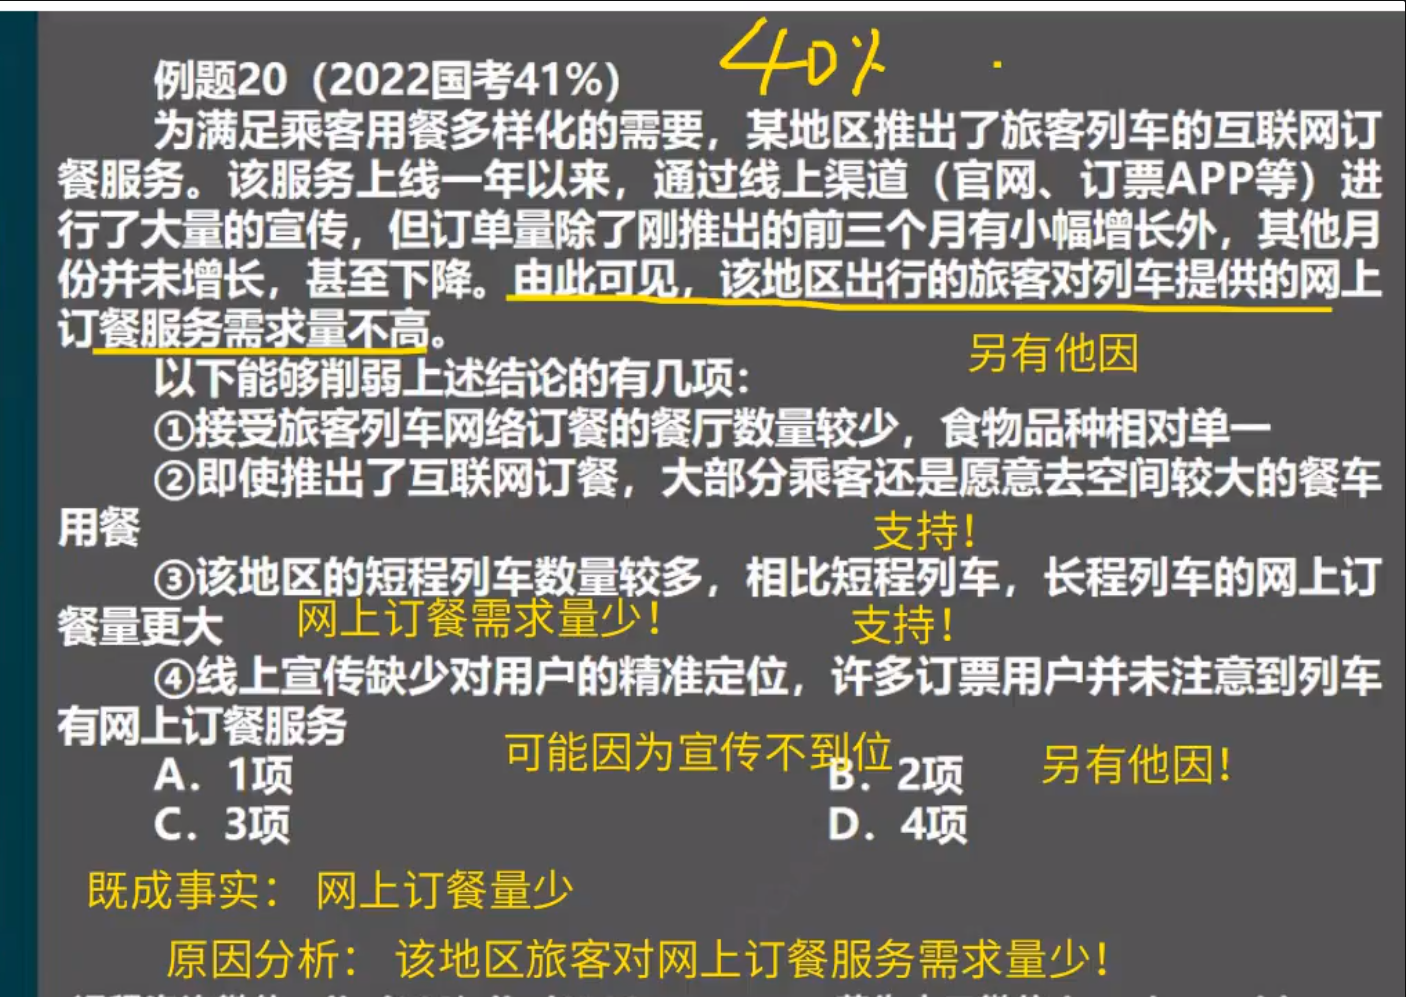 40%
例题20（2022国考41%）
为满足乘客用餐多样化的需要，某地区推出了旅客列车的互联网订
餐服务。该服务上线一年以来，通过线上渠道（官网、订票APP等）进
行了大量的宣传，但订单量除了刚推出的前三个月有小幅增长外，其他月
份并未增长，甚至下降。由此可见，该地区出行的旅客对列车提供的网上
订餐服务需求量不高。
另有他因
以下能够削弱上述结论的有几项：
①接受旅客列车网络订餐的餐厅数量较少，食物品种相对单一
②即使推出了互联网订餐，大部分乘客还是愿意去空间较大的餐车
用餐
支持！
③该地区的短程列车数量较多，相比短程列车，长程列车的网上订
餐量更大
网上订餐需求量少！
支持！
④线上宣传缺少对用户的精准定位，许多订票用户并未注意到列车
有网上订餐服务
可能因为宣传不到位
另有他因！
A．1项
B．2项
C．3项
D．4项
既成事实： 网上订餐量少
原因分析： 该地区旅客对网上订餐服务需求量少！